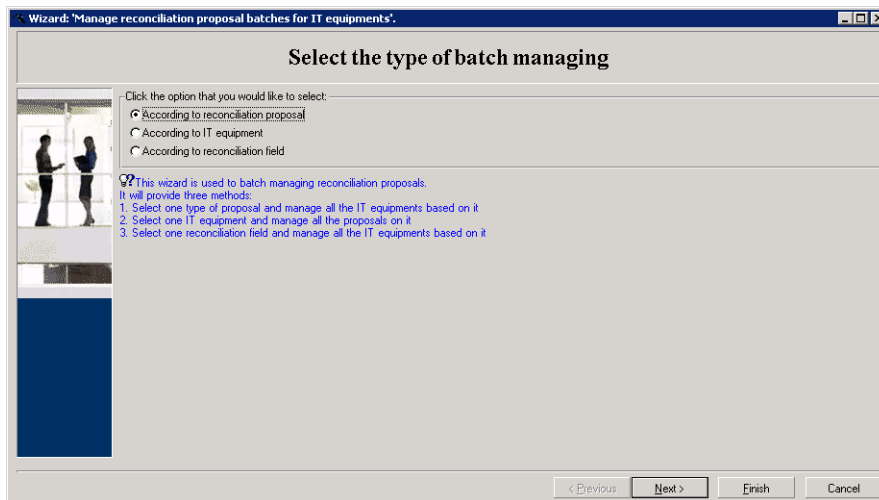 Wizard: 'Manage reconciliation proposal batches for IT equipments'.
Select the type of batch managing
Click the option that you would like to select:
According to reconciliation proposal
According to IT equipment
According to reconciliation field
This wizard is used to batch managing reconciliation proposals.
It will provide three methods:
1. Select one type of proposal and manage all the IT equipments based on it
2. Select one IT equipment and manage all the proposals on it
3. Select one reconciliation field and manage all the IT equipments based on it
< Previous Next > Finish Cancel